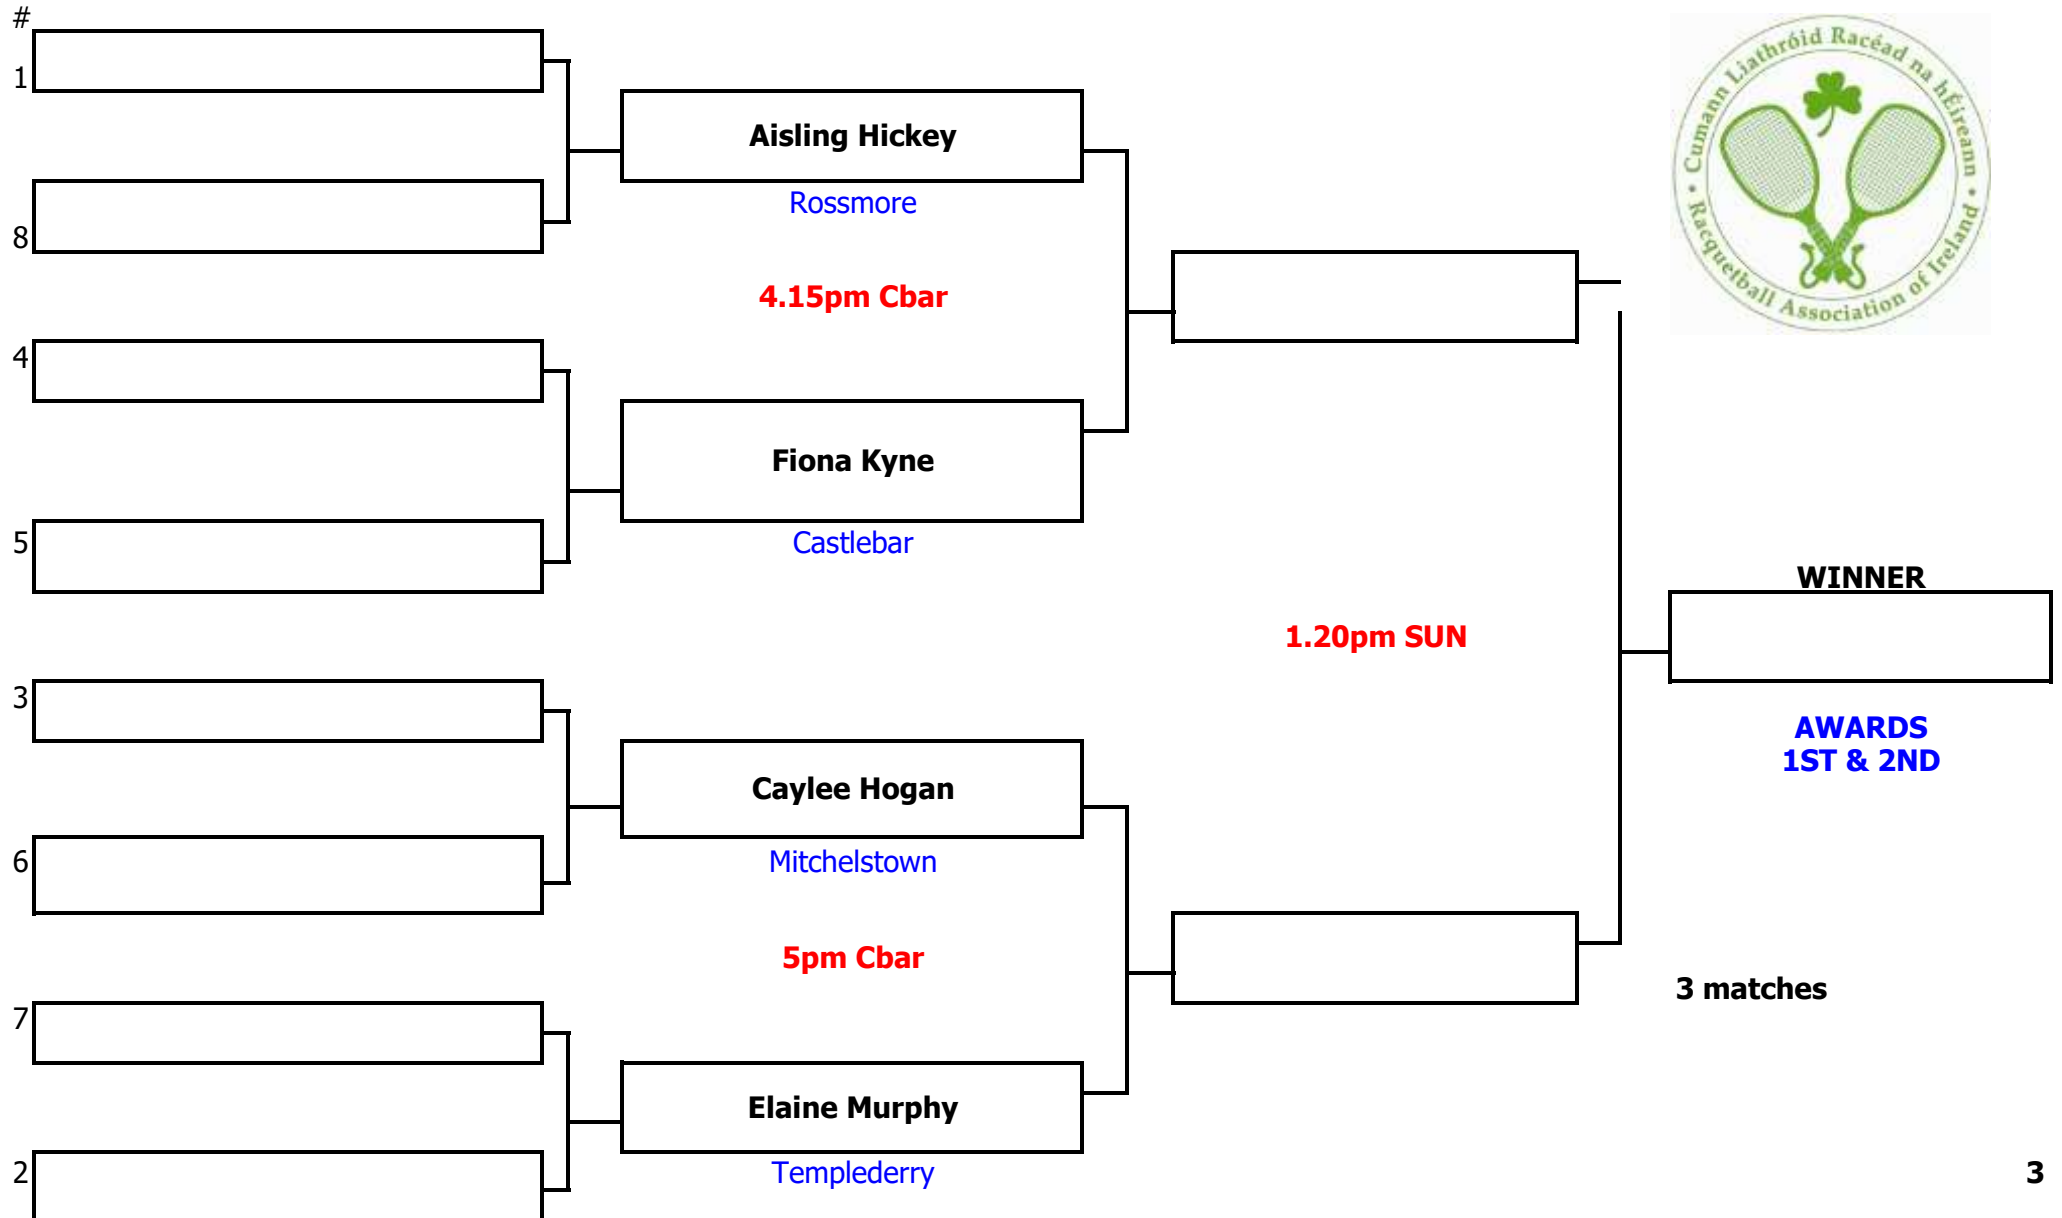 #
1
Aisling Hickey
Rossmore
8
4.15pm Cbar
4
Fiona Kyne
5
Castlebar
3
Caylee Hogan
6
Mitchelstown
5pm Cbar
7
Elaine Murphy
2
Templederry
1.20pm SUN
Cumann Liathróid Racéad na hÉireann
Racquetball Association of Ireland
WINNER
AWARDS
1ST & 2ND
3 matches
3